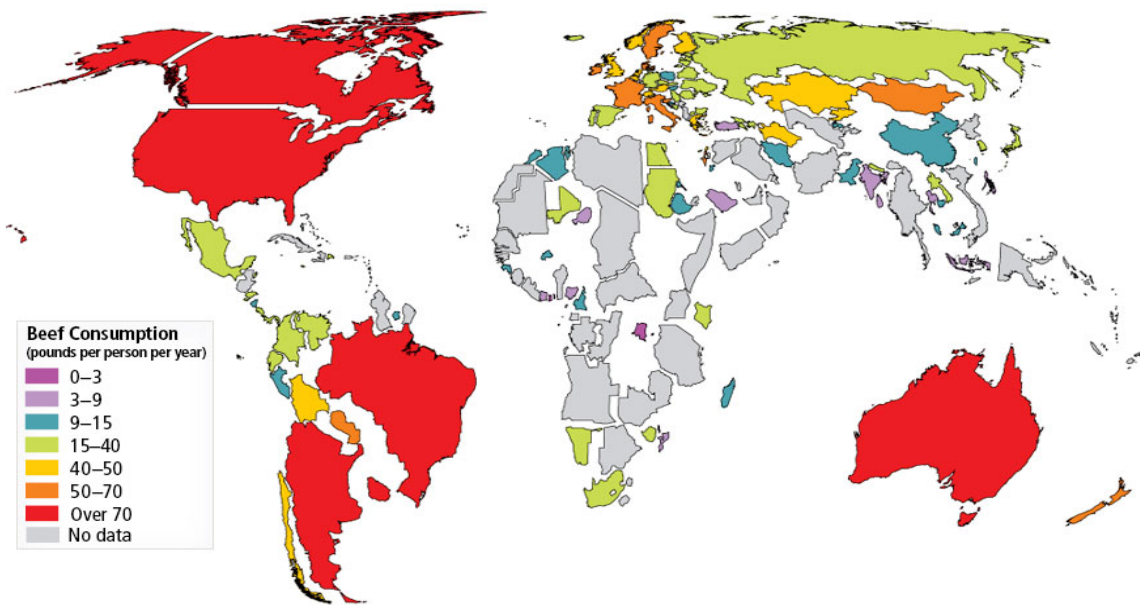 Beef Consumption
(pounds per person per year)
0–3
3–9
9–15
15–40
40–50
50–70
Over 70
No data